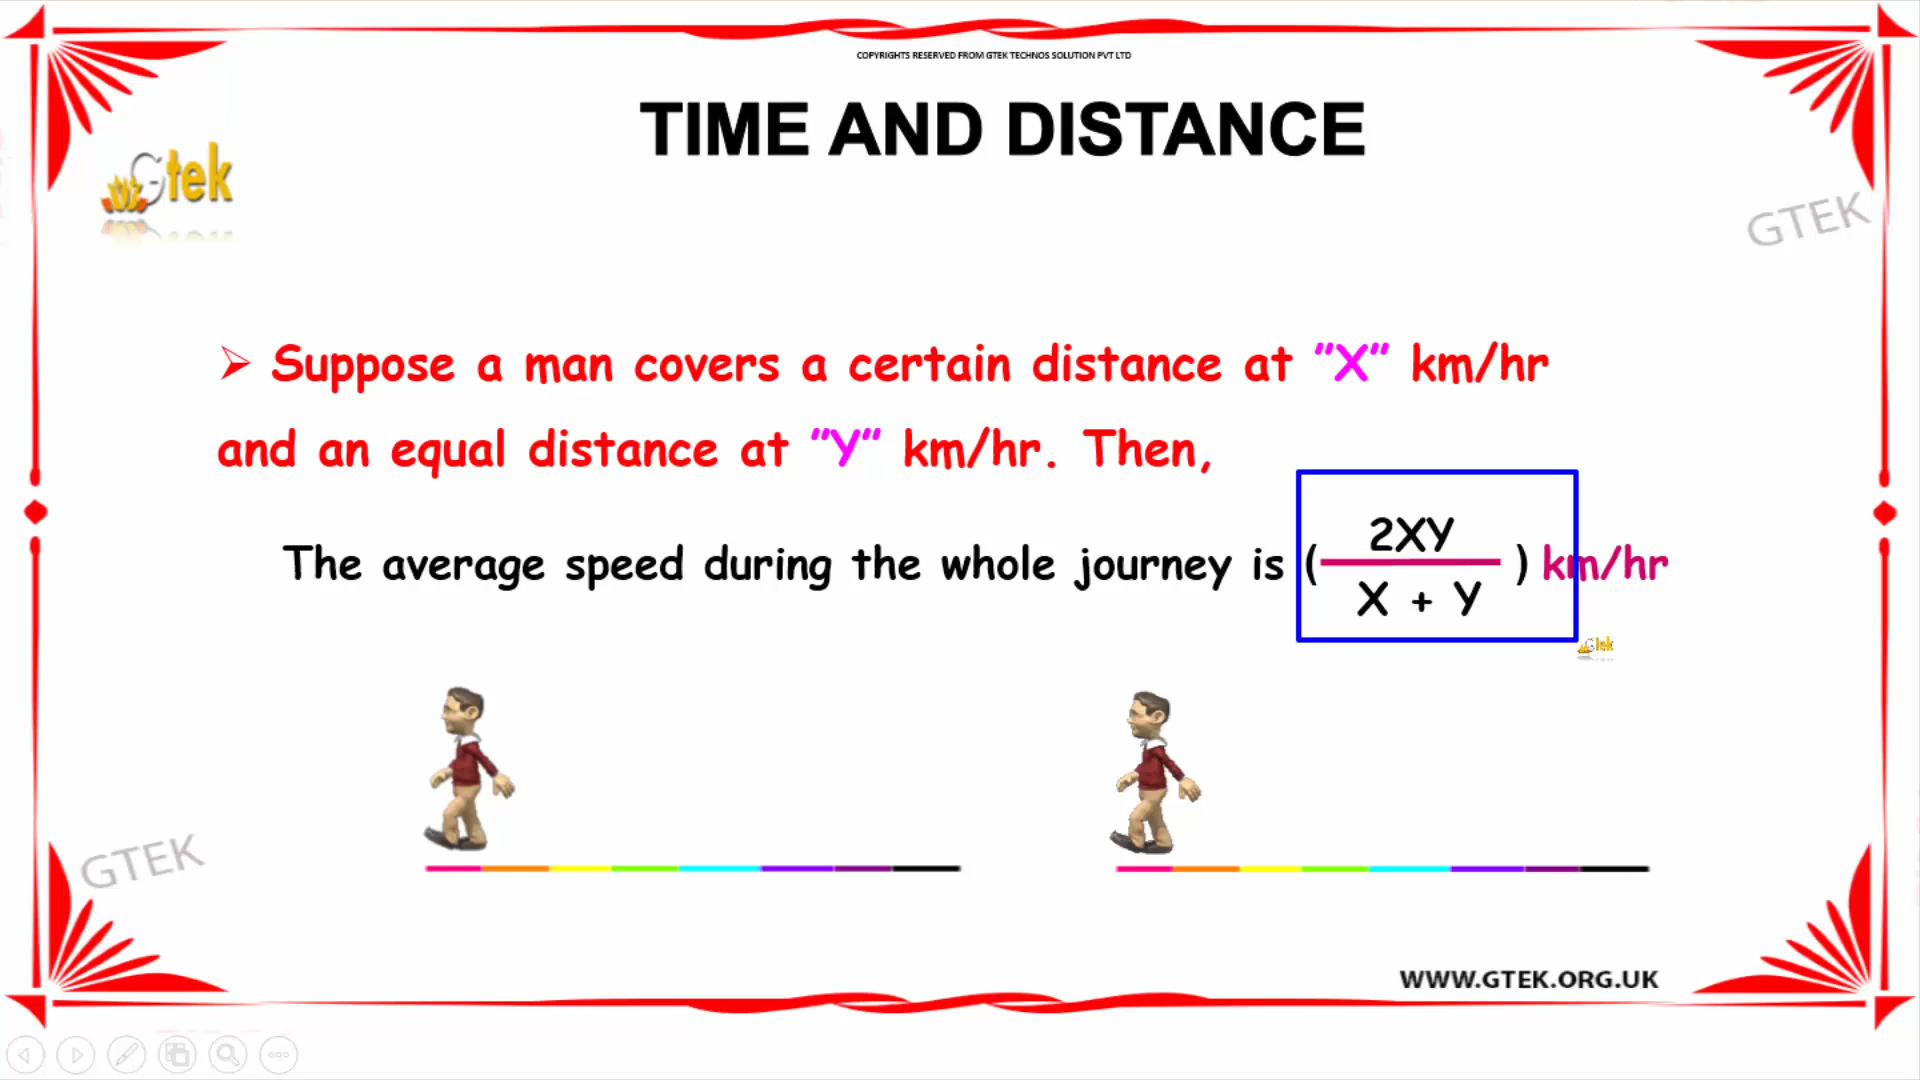 COPYRIGHTS RESERVED FROM GTEK TECHNOS SOLUTION PVT LTD
TIME AND DISTANCE
Gtek
GTEK
➢ Suppose a man covers a certain distance at "X" km/hr
and an equal distance at "Y" km/hr. Then,
The average speed during the whole journey is ( 2XY / X + Y ) km/hr
Gtek
GTEK
WWW.GTEK.ORG.UK